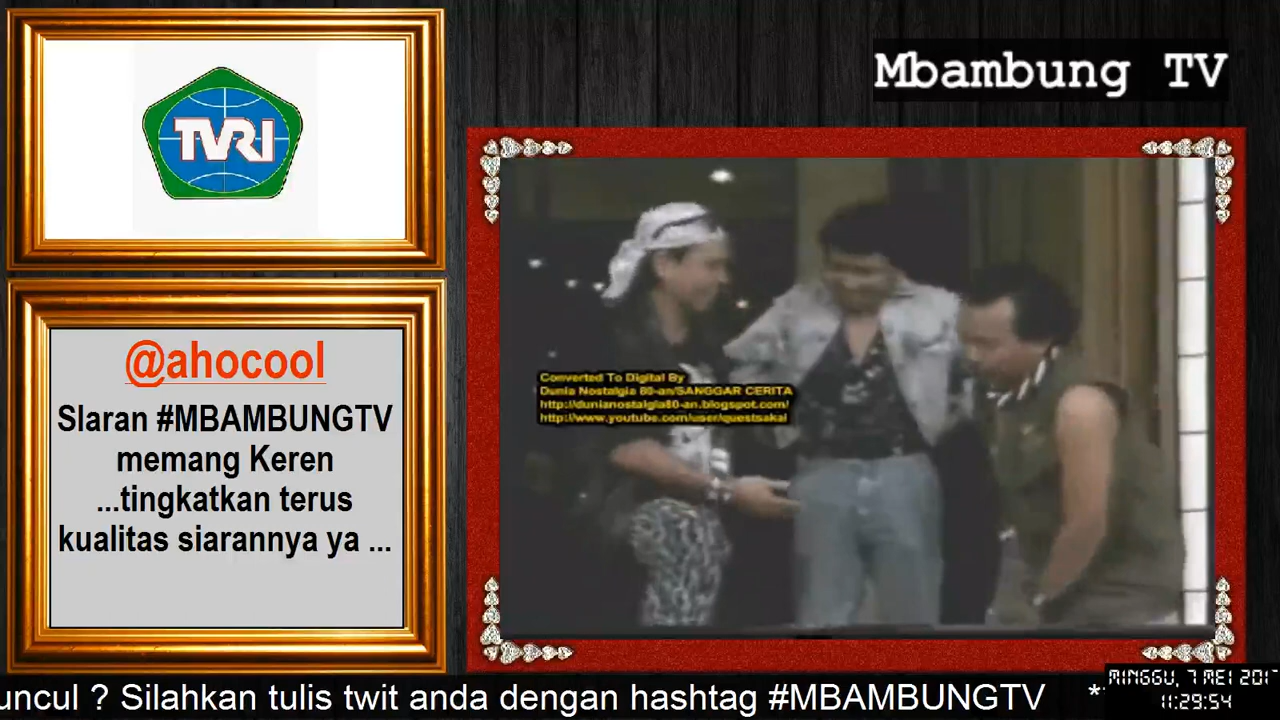 Mbambung TV
TVRI
@ahocool
SIaran #MBAMBUNGTV
memang Keren
...tingkatkan terus
kualitas siarannya ya ...
Converted To Digital By
Dunia Nostalgia 80-an/SANGGAR CERITA
http://dunianostalgia80-an.blogspot.com/
http://www.youtube.com/user/questsakai
uncul ? Silahkan tulis twit anda dengan hashtag #MBAMBUNGTV *
MINGGU, 7 MEI 2017
11:29:54